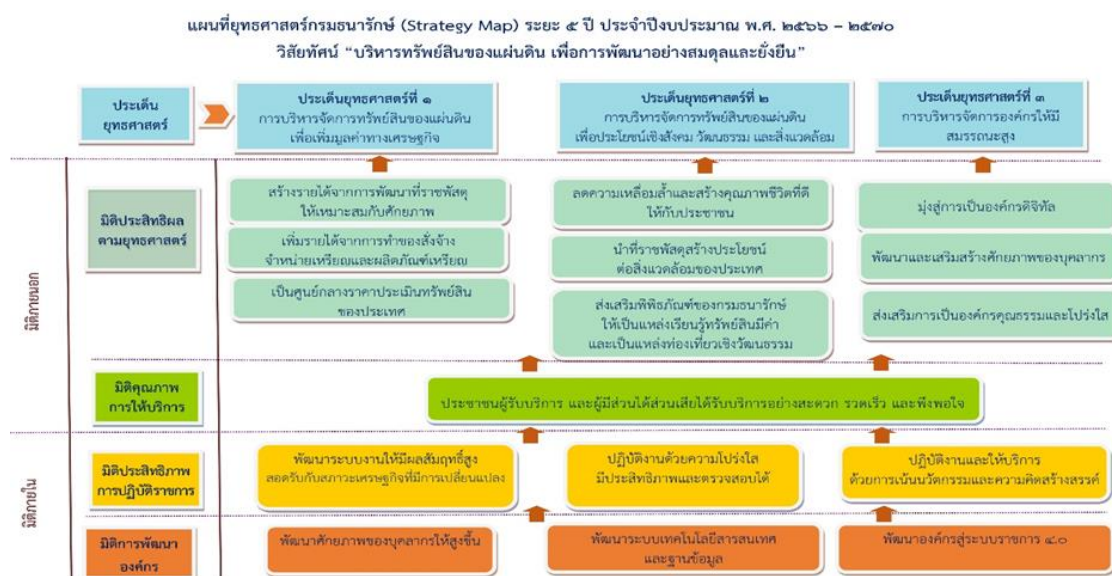 แผนที่ยุทธศาสตร์กรมธนารักษ์ (Strategy Map) ระยะ ๕ ปี ประจำปีงบประมาณ พ.ศ. ๒๕๖๖ – ๒๕๗๐
วิสัยทัศน์ “บริหารทรัพย์สินของแผ่นดิน เพื่อการพัฒนาอย่างสมดุลและยั่งยืน”
ประเด็น
ยุทธศาสตร์
ประเด็นยุทธศาสตร์ที่ ๑
การบริหารจัดการทรัพย์สินของแผ่นดิน
เพื่อเพิ่มมูลค่าทางเศรษฐกิจ
ประเด็นยุทธศาสตร์ที่ ๒
การบริหารจัดการทรัพย์สินของแผ่นดิน
เพื่อประโยชน์เชิงสังคม วัฒนธรรม และสิ่งแวดล้อม
ประเด็นยุทธศาสตร์ที่ ๓
การบริหารจัดการองค์กรให้มี
สมรรถนะสูง
มิติภายนอก
มิติประสิทธิผล
ตามยุทธศาสตร์
สร้างรายได้จากการพัฒนาที่ราชพัสดุ
ให้เหมาะสมกับศักยภาพ
เพิ่มรายได้จากการทำของสั่งจ้าง
จำหน่ายเหรียญและผลิตภัณฑ์เหรียญ
เป็นศูนย์กลางราคาประเมินทรัพย์สิน
ของประเทศ
ลดความเหลื่อมล้ำและสร้างคุณภาพชีวิตที่ดี
ให้กับประชาชน
นำที่ราชพัสดุสร้างประโยชน์
ต่อสิ่งแวดล้อมของประเทศ
ส่งเสริมพิพิธภัณฑ์ของกรมธนารักษ์
ให้เป็นแหล่งเรียนรู้ทรัพย์สินมีค่า
และเป็นแหล่งท่องเที่ยวเชิงวัฒนธรรม
มุ่งสู่การเป็นองค์กรดิจิทัล
พัฒนาและเสริมสร้างศักยภาพของบุคลากร
ส่งเสริมการเป็นองค์กรคุณธรรมและโปร่งใส
มิติคุณภาพ
การให้บริการ
ประชาชนผู้รับบริการ และผู้มีส่วนได้ส่วนเสียได้รับบริการอย่างสะดวก รวดเร็ว และพึงพอใจ
มิติภายใน
มิติประสิทธิภาพ
การปฏิบัติราชการ
พัฒนาระบบงานให้มีผลสัมฤทธิ์สูง
สอดรับกับสภาวะเศรษฐกิจที่มีการเปลี่ยนแปลง
ปฏิบัติงานด้วยความโปร่งใส
มีประสิทธิภาพและตรวจสอบได้
ปฏิบัติงานและให้บริการ
ด้วยการเน้นนวัตกรรมและความคิดสร้างสรรค์
มิติการพัฒนา
องค์กร
พัฒนาศักยภาพของบุคลากรให้สูงขึ้น
พัฒนาระบบเทคโนโลยีสารสนเทศ
และฐานข้อมูล
พัฒนาองค์กรสู่ระบบราชการ ๔.๐